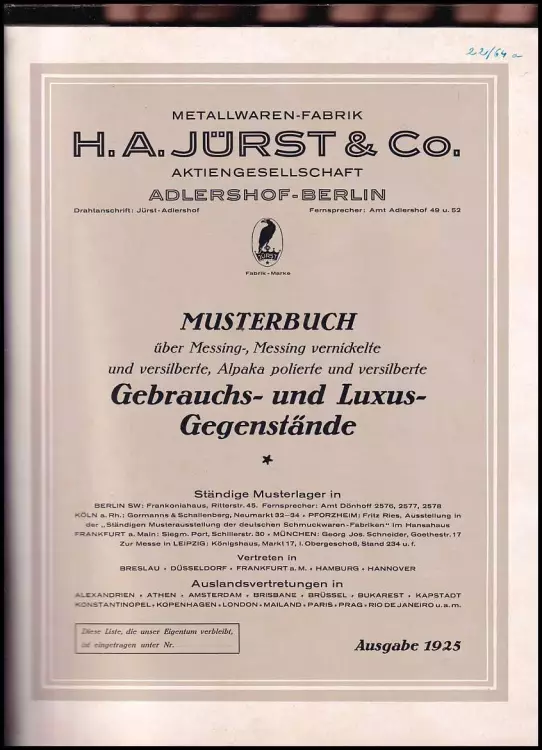 22/64 a
METALLWAREN-FABRIK
H.A.JÜRST & Co.
AKTIENGESELLSCHAFT
ADLERSHOF-BERLIN
Drahtanschrift: Jürst-Adlershof Fernsprecher: Amt Adlershof 49 u. 52
JÜRST
Fabrik-Marke
MUSTERBUCH
über Messing-, Messing vernickelte
und versilberte, Alpaka polierte und versilberte
Gebrauchs- und Luxus-
Gegenstände
Ständige Musterlager in
BERLIN SW: Frankoniahaus, Ritterstr. 45. Fernsprecher: Amt Dönhoff 2576, 2577, 2578
KÖLN a. Rh.: Gormanns & Schallenberg, Neumarkt 32-34 • PFORZHEIM: Fritz Ries, Ausstellung in
der „Ständigen Musterausstellung der deutschen Schmuckwaren-Fabriken" im Hansahaus
FRANKFURT a. Main: Siegm. Port, Schillerstr. 30 • MÜNCHEN: Georg Jos. Schneider, Goethestr. 17
Zur Messe in LEIPZIG: Königshaus, Markt 17, I. Obergeschoß, Stand 234 u. f.
Vertreten in
BRESLAU • DÜSSELDORF • FRANKFURT a. M. • HAMBURG • HANNOVER
Auslandsvertretungen in
ALEXANDRIEN • ATHEN • AMSTERDAM • BRISBANE • BRÜSSEL • BUKAREST • KAPSTADT
KONSTANTINOPEL • KOPENHAGEN • LONDON • MAILAND • PARIS • PRAG • RIO DE JANEIRO u. a. m.
Diese Liste, die unser Eigentum verbleibt,
ist eingetragen unter Nr.
Ausgabe 1925